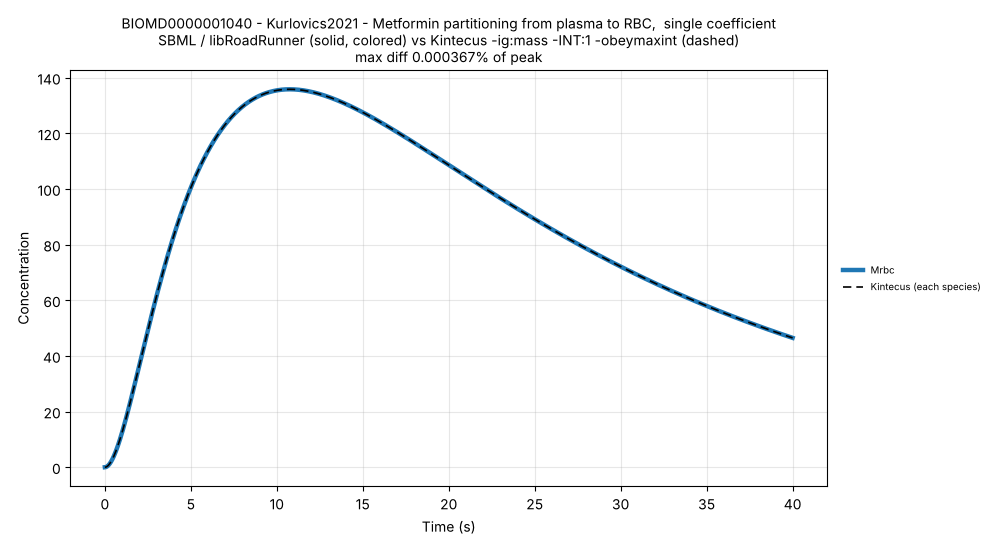 BIOMD0000001040 - Kurlovics2021 - Metformin partitioning from plasma to RBC,  single coefficient
SBML / libRoadRunner (solid, colored) vs Kintecus -ig:mass -INT:1 -obeymaxint (dashed)
max diff 0.000367% of peak
140
120
100
80
60
40
20
0
Concentration
0 5 10 15 20 25 30 35 40
Time (s)
Mrbc
Kintecus (each species)